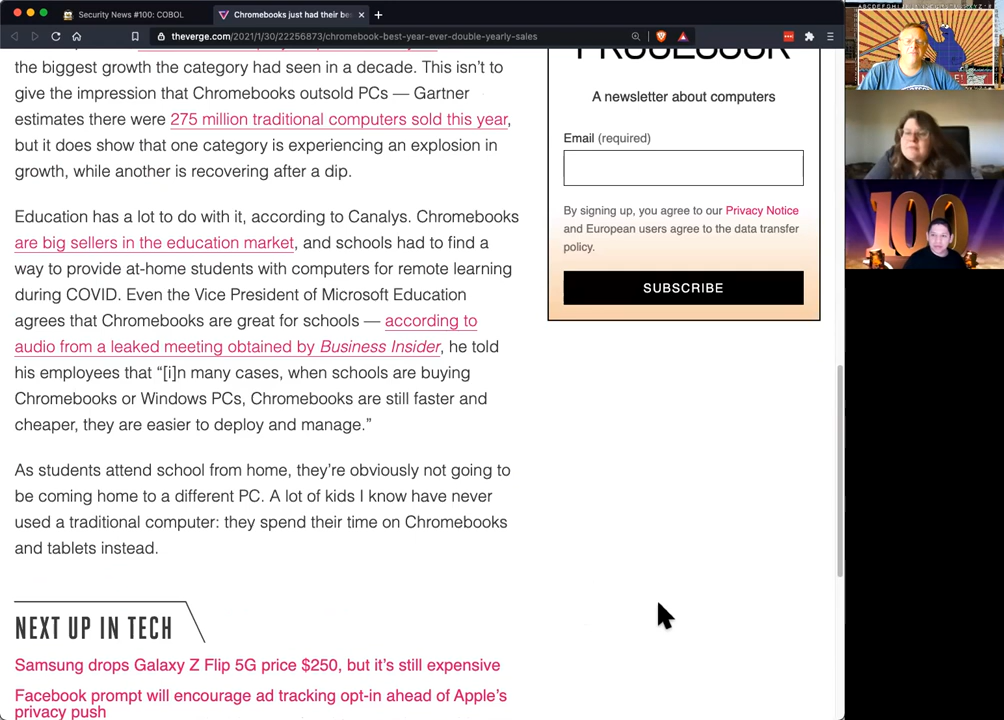 Security News #100: COBOL
Chromebooks just had their be
theverge.com/2021/1/30/22256873/chromebook-best-year-ever-double-yearly-sales
the biggest growth the category had seen in a decade. This isn't to
give the impression that Chromebooks outsold PCs — Gartner
estimates there were 275 million traditional computers sold this year,
but it does show that one category is experiencing an explosion in
growth, while another is recovering after a dip.
Education has a lot to do with it, according to Canalys. Chromebooks
are big sellers in the education market, and schools had to find a
way to provide at-home students with computers for remote learning
during COVID. Even the Vice President of Microsoft Education
agrees that Chromebooks are great for schools — according to
audio from a leaked meeting obtained by Business Insider, he told
his employees that “[i]n many cases, when schools are buying
Chromebooks or Windows PCs, Chromebooks are still faster and
cheaper, they are easier to deploy and manage.”
As students attend school from home, they’re obviously not going to
be coming home to a different PC. A lot of kids I know have never
used a traditional computer: they spend their time on Chromebooks
and tablets instead.
NEXT UP IN TECH
Samsung drops Galaxy Z Flip 5G price $250, but it’s still expensive
Facebook prompt will encourage ad tracking opt-in ahead of Apple’s
privacy push
PROCESSOR
A newsletter about computers
Email (required)
By signing up, you agree to our Privacy Notice
and European users agree to the data transfer
policy.
SUBSCRIBE
100